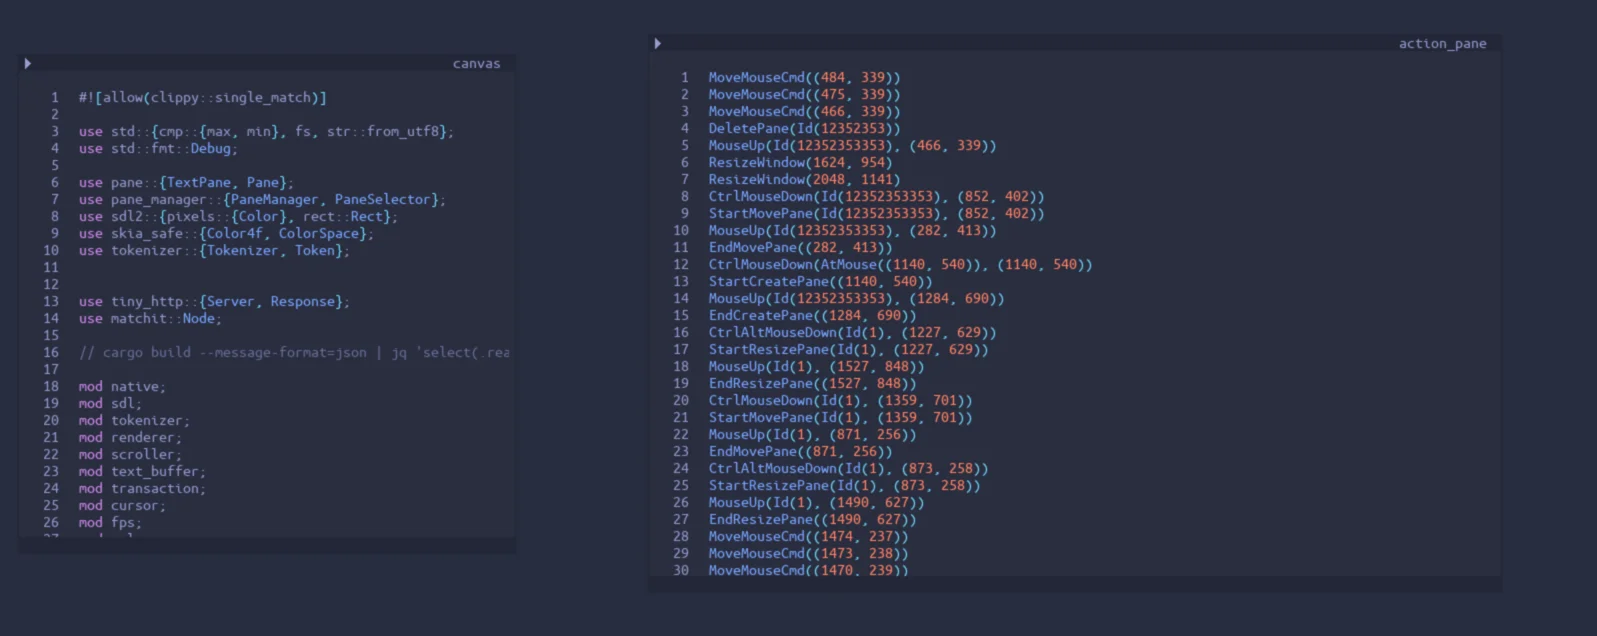 canvas
1 #![allow(clippy::single_match)]
2
3 use std::{cmp::{max, min}, fs, str::from_utf8};
4 use std::fmt::Debug;
5
6 use pane::{TextPane, Pane};
7 use pane_manager::{PaneManager, PaneSelector};
8 use sdl2::{pixels::{Color}, rect::Rect};
9 use skia_safe::{Color4f, ColorSpace};
10 use tokenizer::{Tokenizer, Token};
11
12
13 use tiny_http::{Server, Response};
14 use matchit::Node;
15
16 // cargo build --message-format=json | jq 'select(.rea
17
18 mod native;
19 mod sdl;
20 mod tokenizer;
21 mod renderer;
22 mod scroller;
23 mod text_buffer;
24 mod transaction;
25 mod cursor;
26 mod fps;
action_pane
1 MoveMouseCmd((484, 339))
2 MoveMouseCmd((475, 339))
3 MoveMouseCmd((466, 339))
4 DeletePane(Id(12352353))
5 MouseUp(Id(12352353353), (466, 339))
6 ResizeWindow(1624, 954)
7 ResizeWindow(2048, 1141)
8 CtrlMouseDown(Id(12352353353), (852, 402))
9 StartMovePane(Id(12352353353), (852, 402))
10 MouseUp(Id(12352353353), (282, 413))
11 EndMovePane((282, 413))
12 CtrlMouseDown(AtMouse((1140, 540)), (1140, 540))
13 StartCreatePane((1140, 540))
14 MouseUp(Id(12352353353), (1284, 690))
15 EndCreatePane((1284, 690))
16 CtrlAltMouseDown(Id(1), (1227, 629))
17 StartResizePane(Id(1), (1227, 629))
18 MouseUp(Id(1), (1527, 848))
19 EndResizePane((1527, 848))
20 CtrlMouseDown(Id(1), (1359, 701))
21 StartMovePane(Id(1), (1359, 701))
22 MouseUp(Id(1), (871, 256))
23 EndMovePane((871, 256))
24 CtrlAltMouseDown(Id(1), (873, 258))
25 StartResizePane(Id(1), (873, 258))
26 MouseUp(Id(1), (1490, 627))
27 EndResizePane((1490, 627))
28 MoveMouseCmd((1474, 237))
29 MoveMouseCmd((1473, 238))
30 MoveMouseCmd((1470, 239))